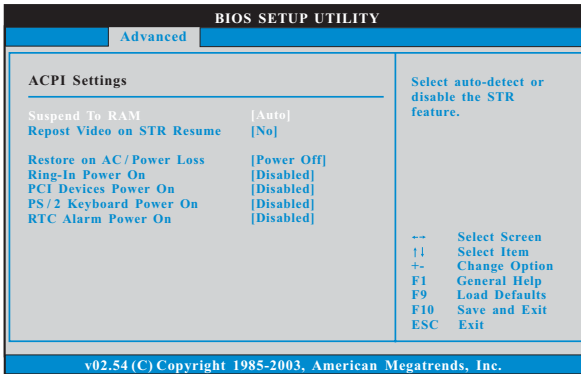 BIOS SETUP UTILITY
Advanced
ACPI Settings
Suspend To RAM [Auto]
Repost Video on STR Resume [No]
Restore on AC / Power Loss [Power Off]
Ring-In Power On [Disabled]
PCI Devices Power On [Disabled]
PS / 2 Keyboard Power On [Disabled]
RTC Alarm Power On [Disabled]
Select auto-detect or
disable the STR
feature.
←→ Select Screen
↑↓ Select Item
+- Change Option
F1 General Help
F9 Load Defaults
F10 Save and Exit
ESC Exit
v02.54 (C) Copyright 1985-2003, American Megatrends, Inc.